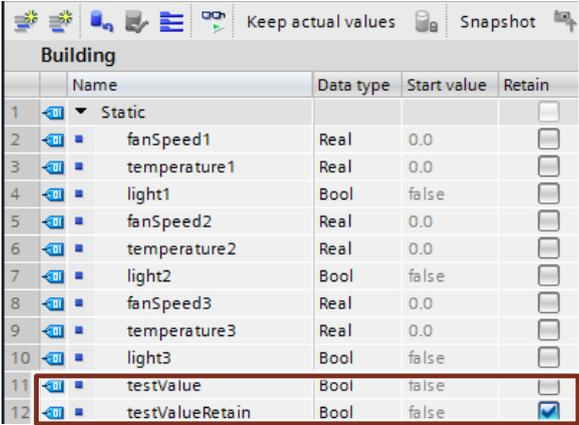 Keep actual values Snapshot
Building
Name Data type Start value Retain
1 Static
2 fanSpeed1 Real 0.0
3 temperature1 Real 0.0
4 light1 Bool false
5 fanSpeed2 Real 0.0
6 temperature2 Real 0.0
7 light2 Bool false
8 fanSpeed3 Real 0.0
9 temperature3 Real 0.0
10 light3 Bool false
11 testValue Bool false
12 testValueRetain Bool false